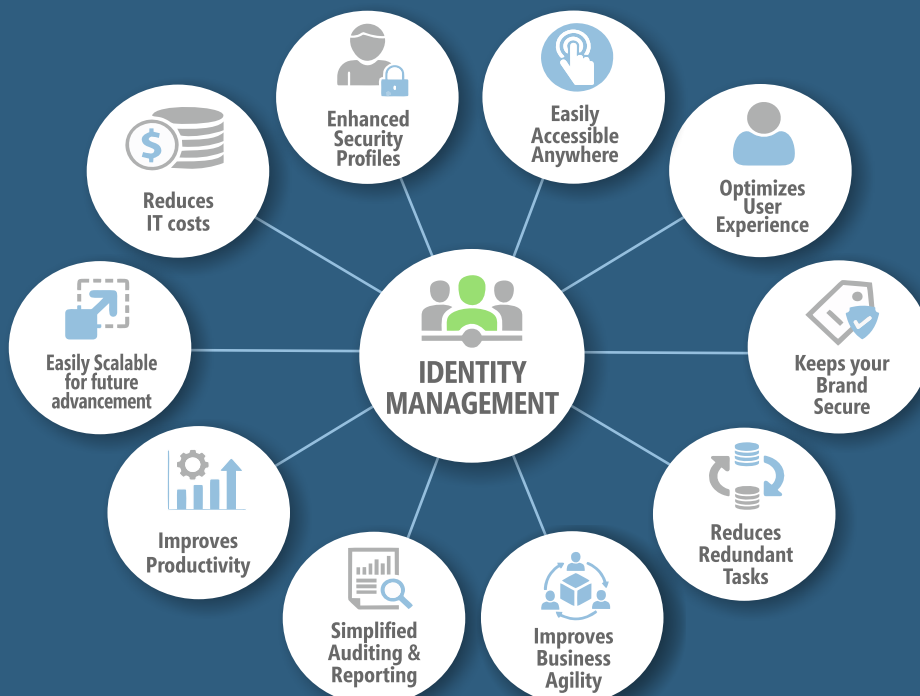 Enhanced
Security
Profiles
Easily
Accessible
Anywhere
Reduces
IT costs
$
Optimizes
User
Experience
Easily Scalable
for future
advancement
IDENTITY
MANAGEMENT
Keeps your
Brand
Secure
Improves
Productivity
Reduces
Redundant
Tasks
Simplified
Auditing &
Reporting
Improves
Business
Agility